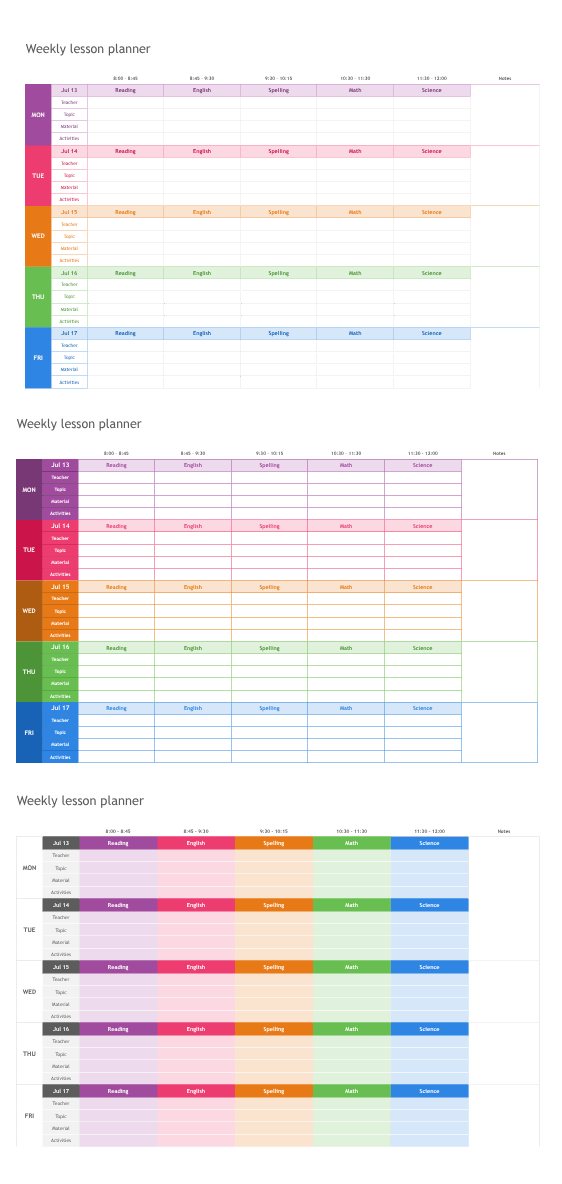 Weekly lesson planner
8:00 - 8:45 8:45 - 9:30 9:30 - 10:15 10:30 - 11:30 11:30 - 12:00 Notes
Jul 13 Reading English Spelling Math Science
Teacher
MON Topic
Material
Activities
Jul 14 Reading English Spelling Math Science
Teacher
TUE Topic
Material
Activities
Jul 15 Reading English Spelling Math Science
Teacher
WED Topic
Material
Activities
Jul 16 Reading English Spelling Math Science
Teacher
THU Topic
Material
Activities
Jul 17 Reading English Spelling Math Science
Teacher
FRI Topic
Material
Activities
Weekly lesson planner
8:00 - 8:45 8:45 - 9:30 9:30 - 10:15 10:30 - 11:30 11:30 - 12:00 Notes
Jul 13 Reading English Spelling Math Science
Teacher
MON Topic
Material
Activities
Jul 14 Reading English Spelling Math Science
Teacher
TUE Topic
Material
Activities
Jul 15 Reading English Spelling Math Science
Teacher
WED Topic
Material
Activities
Jul 16 Reading English Spelling Math Science
Teacher
THU Topic
Material
Activities
Jul 17 Reading English Spelling Math Science
Teacher
FRI Topic
Material
Activities
Weekly lesson planner
8:00 - 8:45 8:45 - 9:30 9:30 - 10:15 10:30 - 11:30 11:30 - 12:00 Notes
Jul 13 Reading English Spelling Math Science
Teacher
MON Topic
Material
Activities
Jul 14 Reading English Spelling Math Science
Teacher
TUE Topic
Material
Activities
Jul 15 Reading English Spelling Math Science
Teacher
WED Topic
Material
Activities
Jul 16 Reading English Spelling Math Science
Teacher
THU Topic
Material
Activities
Jul 17 Reading English Spelling Math Science
Teacher
FRI Topic
Material
Activities